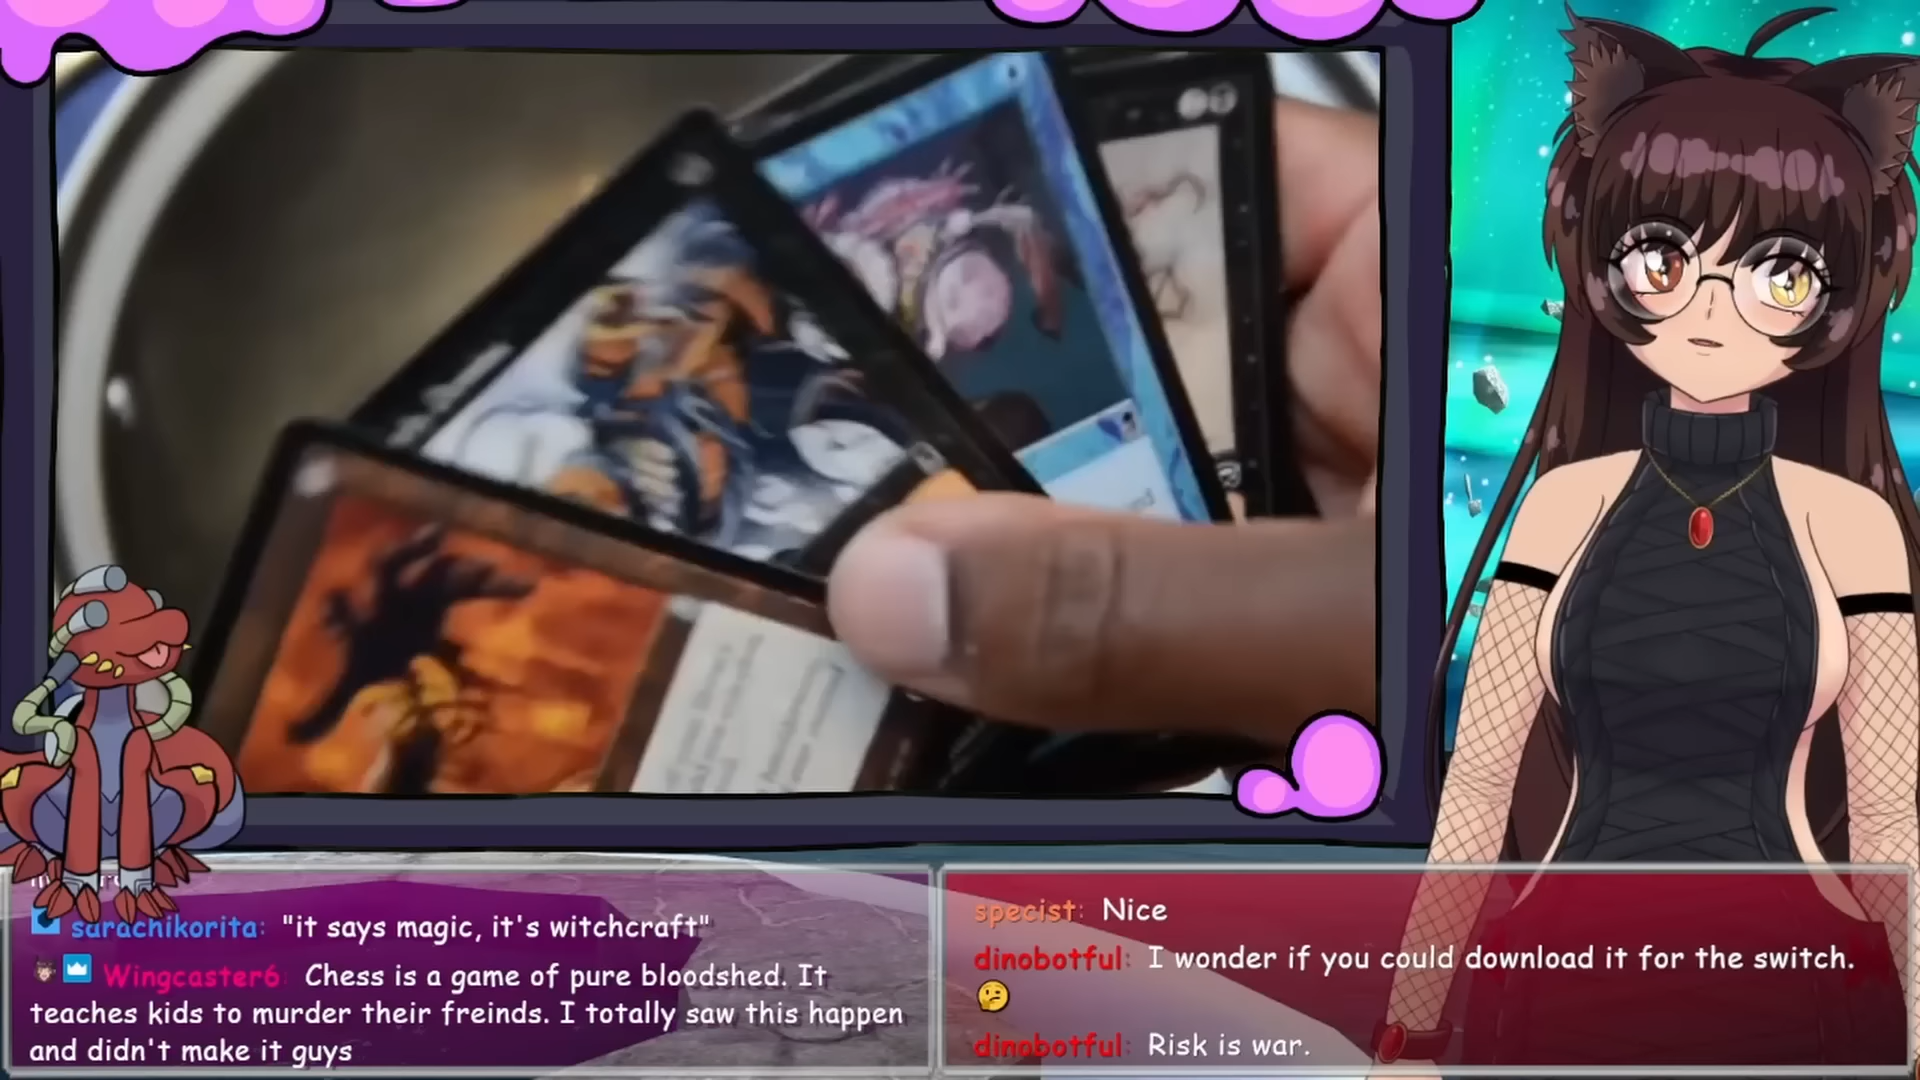 sarachikorita: "it says magic, it's witchcraft"
Wingcaster6: Chess is a game of pure bloodshed. It
teaches kids to murder their freinds. I totally saw this happen
and didn't make it guys
specist: Nice
dinobotful: I wonder if you could download it for the switch.
🤔
dinobotful: Risk is war.